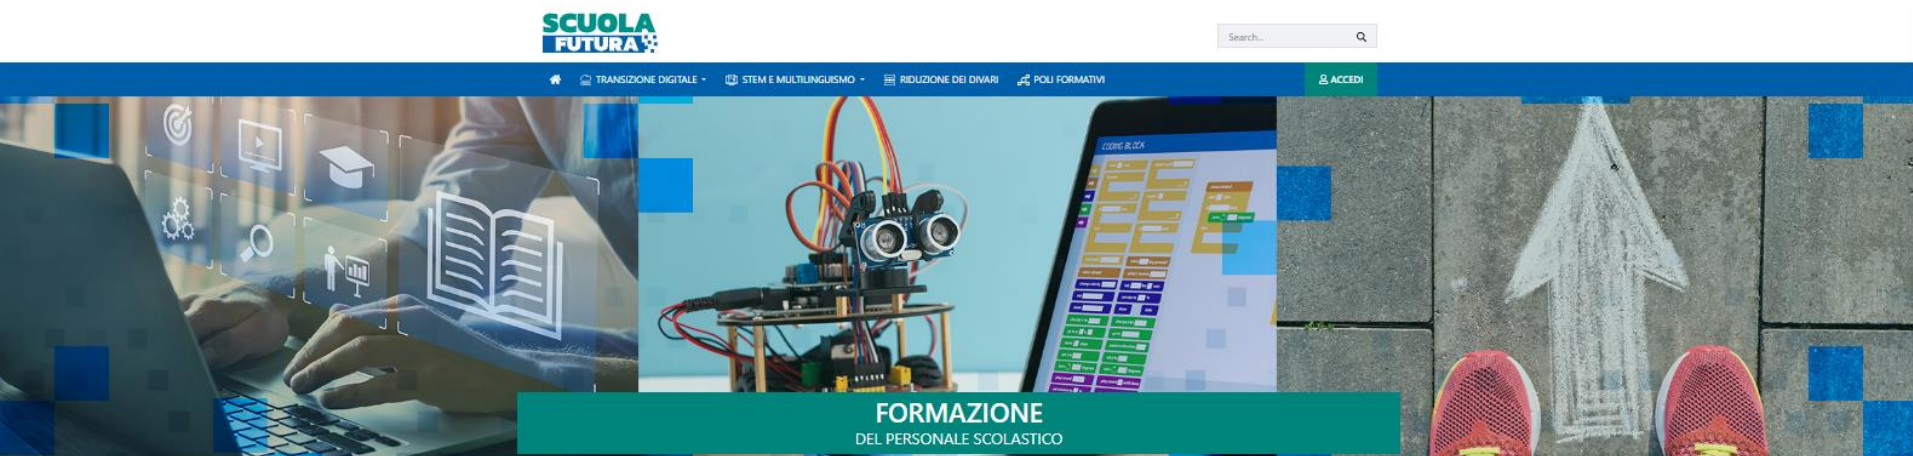 SCUOLA
FUTURA
Search...
TRANSIZIONE DIGITALE
STEM E MULTILINGUISMO
RIDUZIONE DEI DIVARI
POLI FORMATIVI
ACCEDI
CODING BLOCK
FORMAZIONE
DEL PERSONALE SCOLASTICO